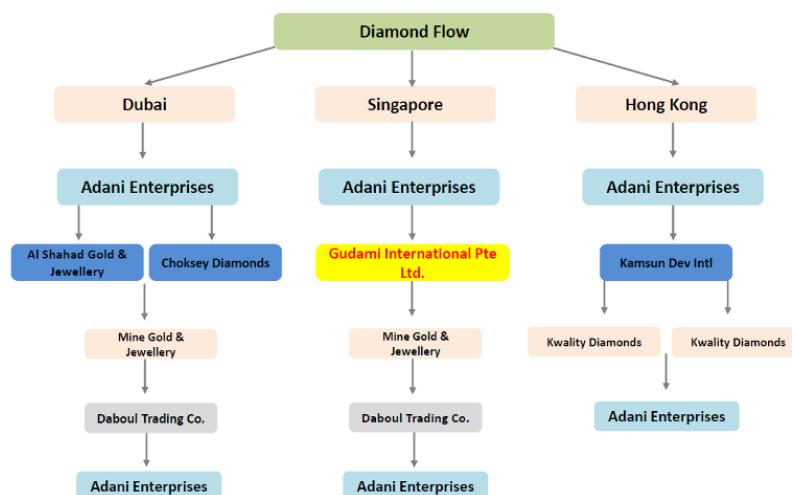 Diamond Flow
Dubai
Singapore
Hong Kong
Adani Enterprises
Adani Enterprises
Adani Enterprises
Al Shahad Gold &
Jewellery
Choksey Diamonds
Gudami International Pte
Ltd.
Kamsun Dev Intl
Mine Gold &
Jewellery
Mine Gold &
Jewellery
Kwality Diamonds
Kwality Diamonds
Daboul Trading Co.
Daboul Trading Co.
Adani Enterprises
Adani Enterprises
Adani Enterprises